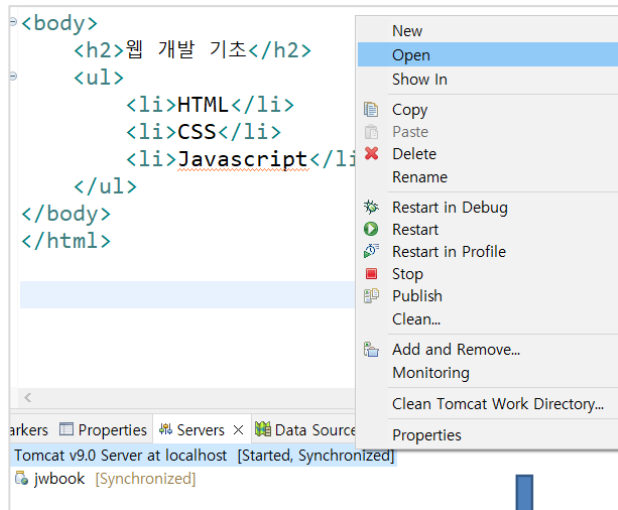 <body>
<h2>웹 개발 기초</h2>
<ul>
<li>HTML</li>
<li>CSS</li>
<li>Javascript</li
</ul>
</body>
</html>
New
Open
Show In
Copy
Paste
Delete
Rename
Restart in Debug
Restart
Restart in Profile
Stop
Publish
Clean...
Add and Remove...
Monitoring
Clean Tomcat Work Directory...
Properties
arkers Properties Servers Data Source
Tomcat v9.0 Server at localhost [Started, Synchronized]
jwbook [Synchronized]